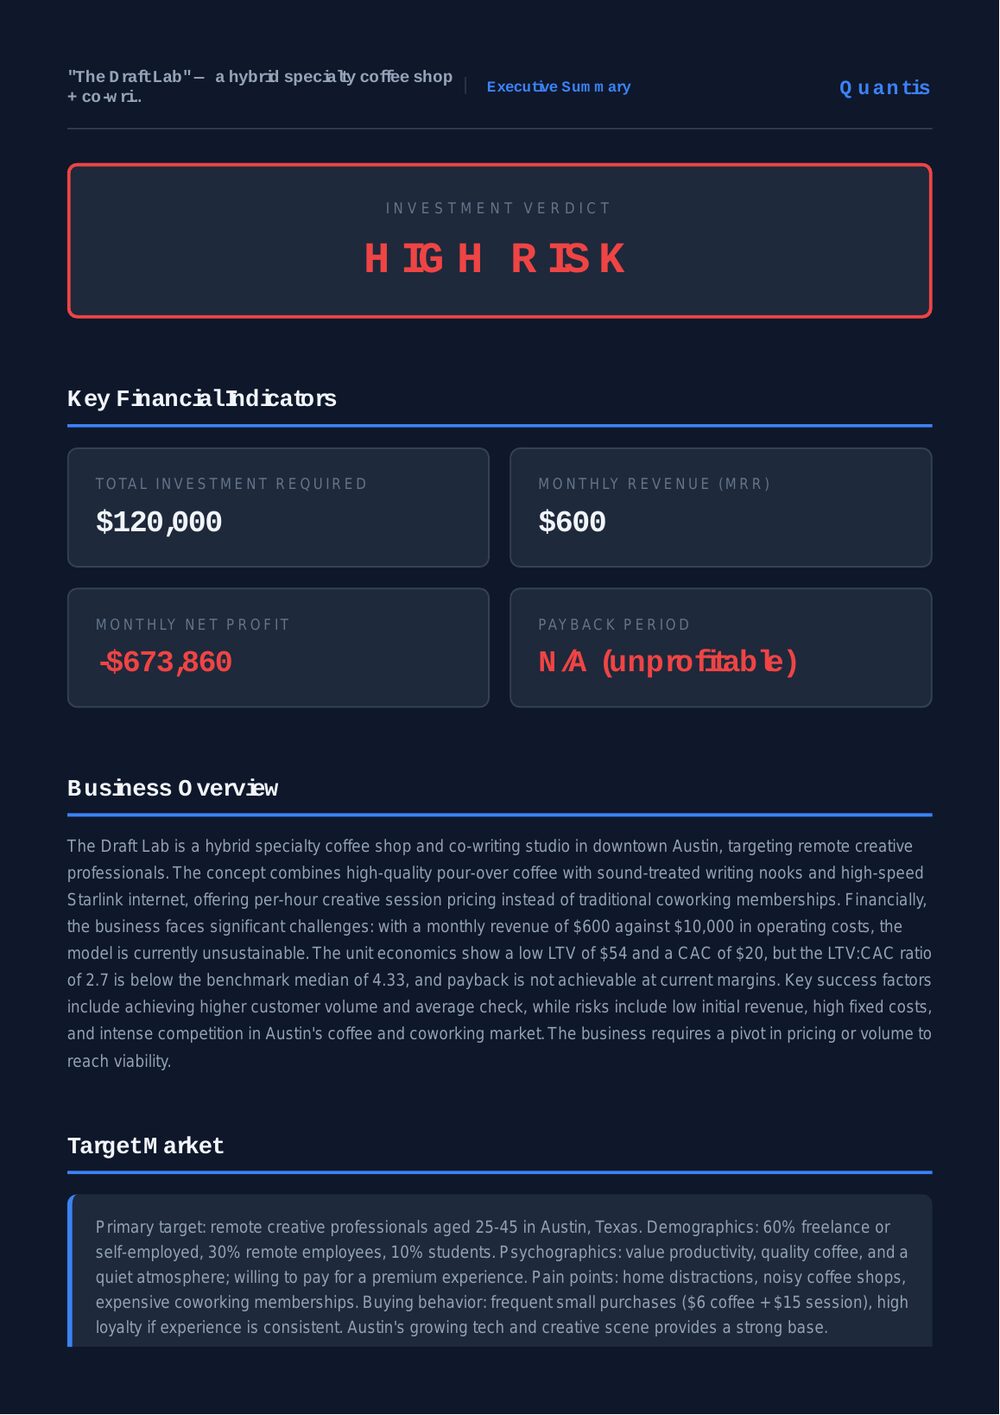 "The Draft Lab" — a hybrid specialty coffee shop
+ co-wri..
Executive Summary
Quantis
INVESTMENT VERDICT
HIGH RISK
Key Financial Indicators
TOTAL INVESTMENT REQUIRED
$120,000
MONTHLY REVENUE (MRR)
$600
MONTHLY NET PROFIT
-$673,860
PAYBACK PERIOD
N/A (unprofitable)
Business Overview
The Draft Lab is a hybrid specialty coffee shop and co-writing studio in downtown Austin, targeting remote creative
professionals. The concept combines high-quality pour-over coffee with sound-treated writing nooks and high-speed
Starlink internet, offering per-hour creative session pricing instead of traditional coworking memberships. Financially,
the business faces significant challenges: with a monthly revenue of $600 against $10,000 in operating costs, the
model is currently unsustainable. The unit economics show a low LTV of $54 and a CAC of $20, but the LTV:CAC ratio
of 2.7 is below the benchmark median of 4.33, and payback is not achievable at current margins. Key success factors
include achieving higher customer volume and average check, while risks include low initial revenue, high fixed costs,
and intense competition in Austin's coffee and coworking market. The business requires a pivot in pricing or volume to
reach viability.
Target Market
Primary target: remote creative professionals aged 25-45 in Austin, Texas. Demographics: 60% freelance or
self-employed, 30% remote employees, 10% students. Psychographics: value productivity, quality coffee, and a
quiet atmosphere; willing to pay for a premium experience. Pain points: home distractions, noisy coffee shops,
expensive coworking memberships. Buying behavior: frequent small purchases ($6 coffee + $15 session), high
loyalty if experience is consistent. Austin's growing tech and creative scene provides a strong base.